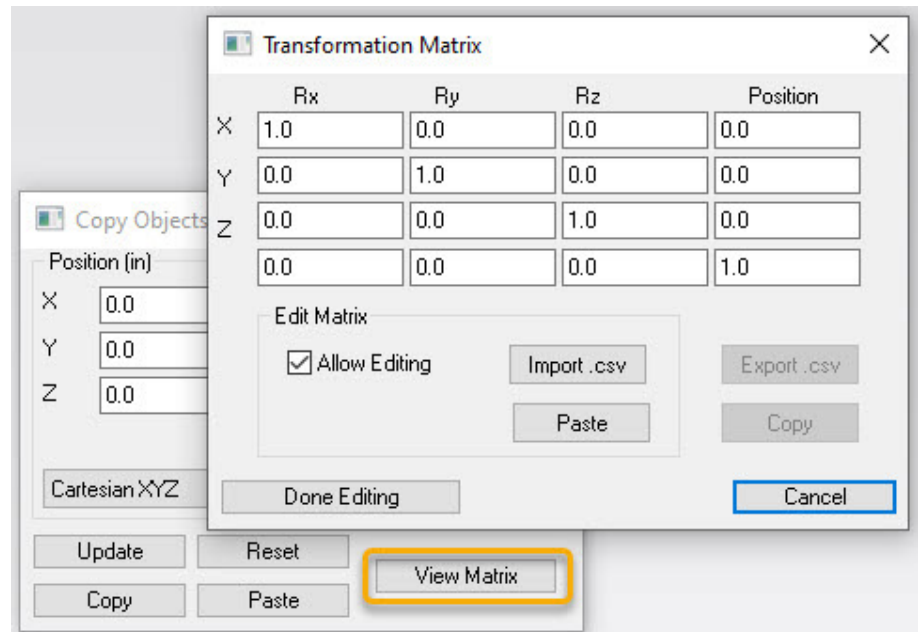 Transformation Matrix
Rx Ry Rz Position
X 1.0 0.0 0.0 0.0
Y 0.0 1.0 0.0 0.0
Z 0.0 0.0 1.0 0.0
0.0 0.0 0.0 1.0
Edit Matrix
Allow Editing Import .csv Export .csv
Paste Copy
Done Editing Cancel
Copy Objects
Position (in)
X 0.0
Y 0.0
Z 0.0
Cartesian XYZ
Update Reset View Matrix
Copy Paste